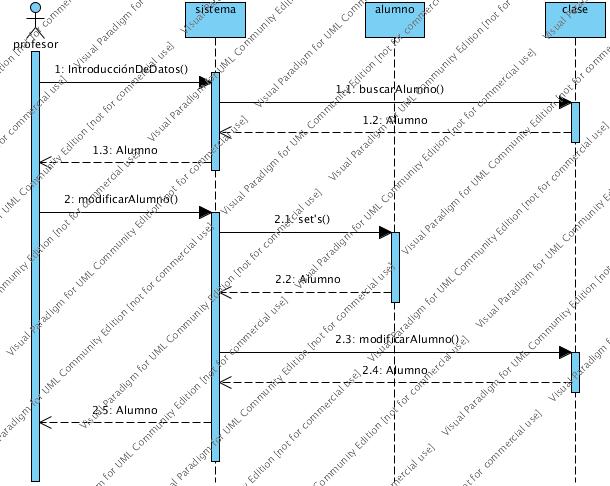 sistema
alumno
clase
profesor
1: IntroducciónDeDatos()
1.1: buscarAlumno()
1.2: Alumno
1.3: Alumno
2: modificarAlumno()
2.1: set's()
2.2: Alumno
2.3: modificarAlumno()
2.4: Alumno
2.5: Alumno
Visual Paradigm for UML Community Edition [not for commercial use]